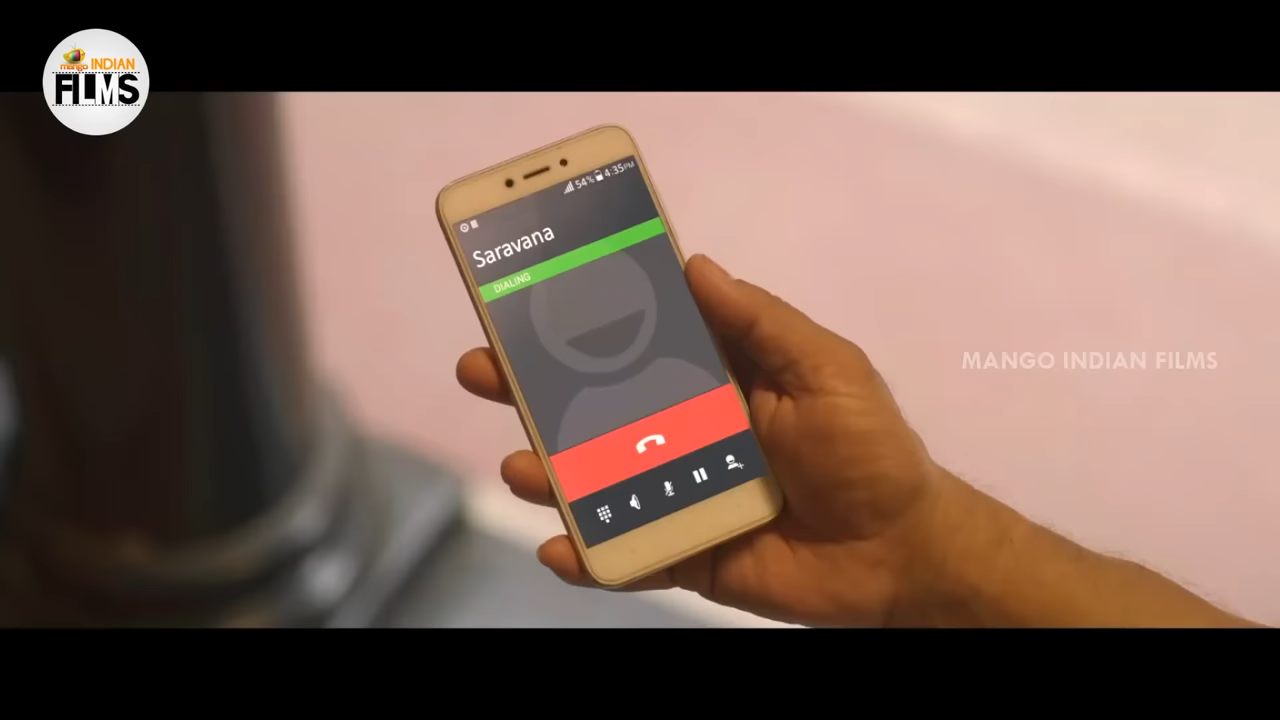 mango INDIAN
FILMS
54% 4:35PM
Saravana
DIALING
MANGO INDIAN FILMS